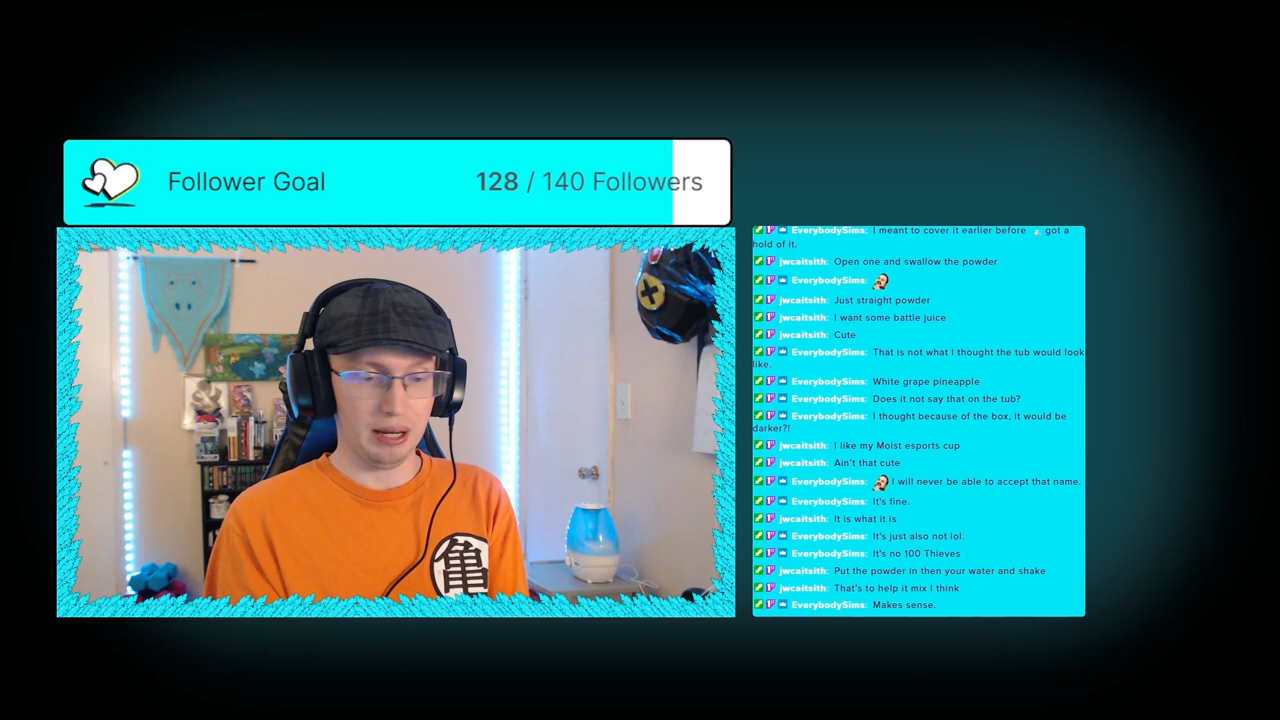 Follower Goal
128 / 140 Followers
亀
EverybodySims: I meant to cover it earlier before got a
hold of it.
jwcaitsith: Open one and swallow the powder
EverybodySims:
jwcaitsith: Just straight powder
jwcaitsith: I want some battle juice
jwcaitsith: Cute
EverybodySims: That is not what I thought the tub would look
like.
EverybodySims: White grape pineapple
EverybodySims: Does it not say that on the tub?
EverybodySims: I thought because of the box, it would be
darker?!
jwcaitsith: I like my Moist esports cup
jwcaitsith: Ain't that cute
EverybodySims: I will never be able to accept that name.
EverybodySims: It's fine.
jwcaitsith: It is what it is
EverybodySims: It's just also not lol.
EverybodySims: It's no 100 Thieves
jwcaitsith: Put the powder in then your water and shake
jwcaitsith: That's to help it mix I think
EverybodySims: Makes sense.